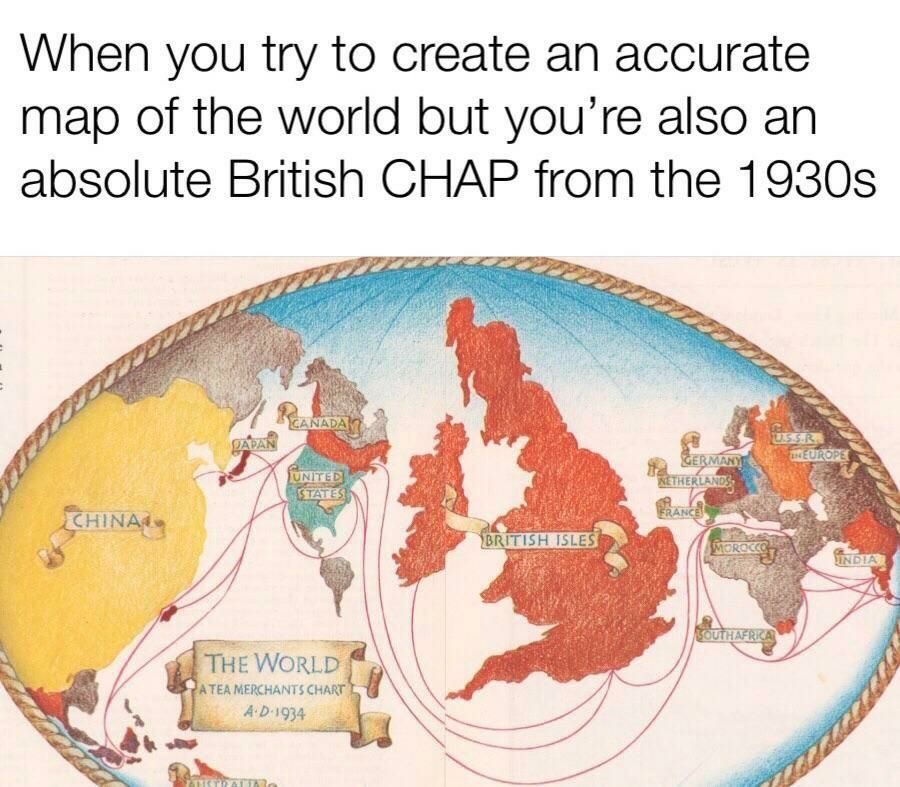 When you try to create an accurate
map of the world but you're also an
absolute British CHAP from the 1930s
CANADA
JAPAN
UNITED
STATES
CHINA
BRITISH ISLES
U.S.S.R.
IN EUROPE
GERMANY
NETHERLANDS
FRANCE
MOROCCO
INDIA
SOUTH AFRICA
THE WORLD
A TEA MERCHANTS CHART
A·D·1934
AUSTRALIA